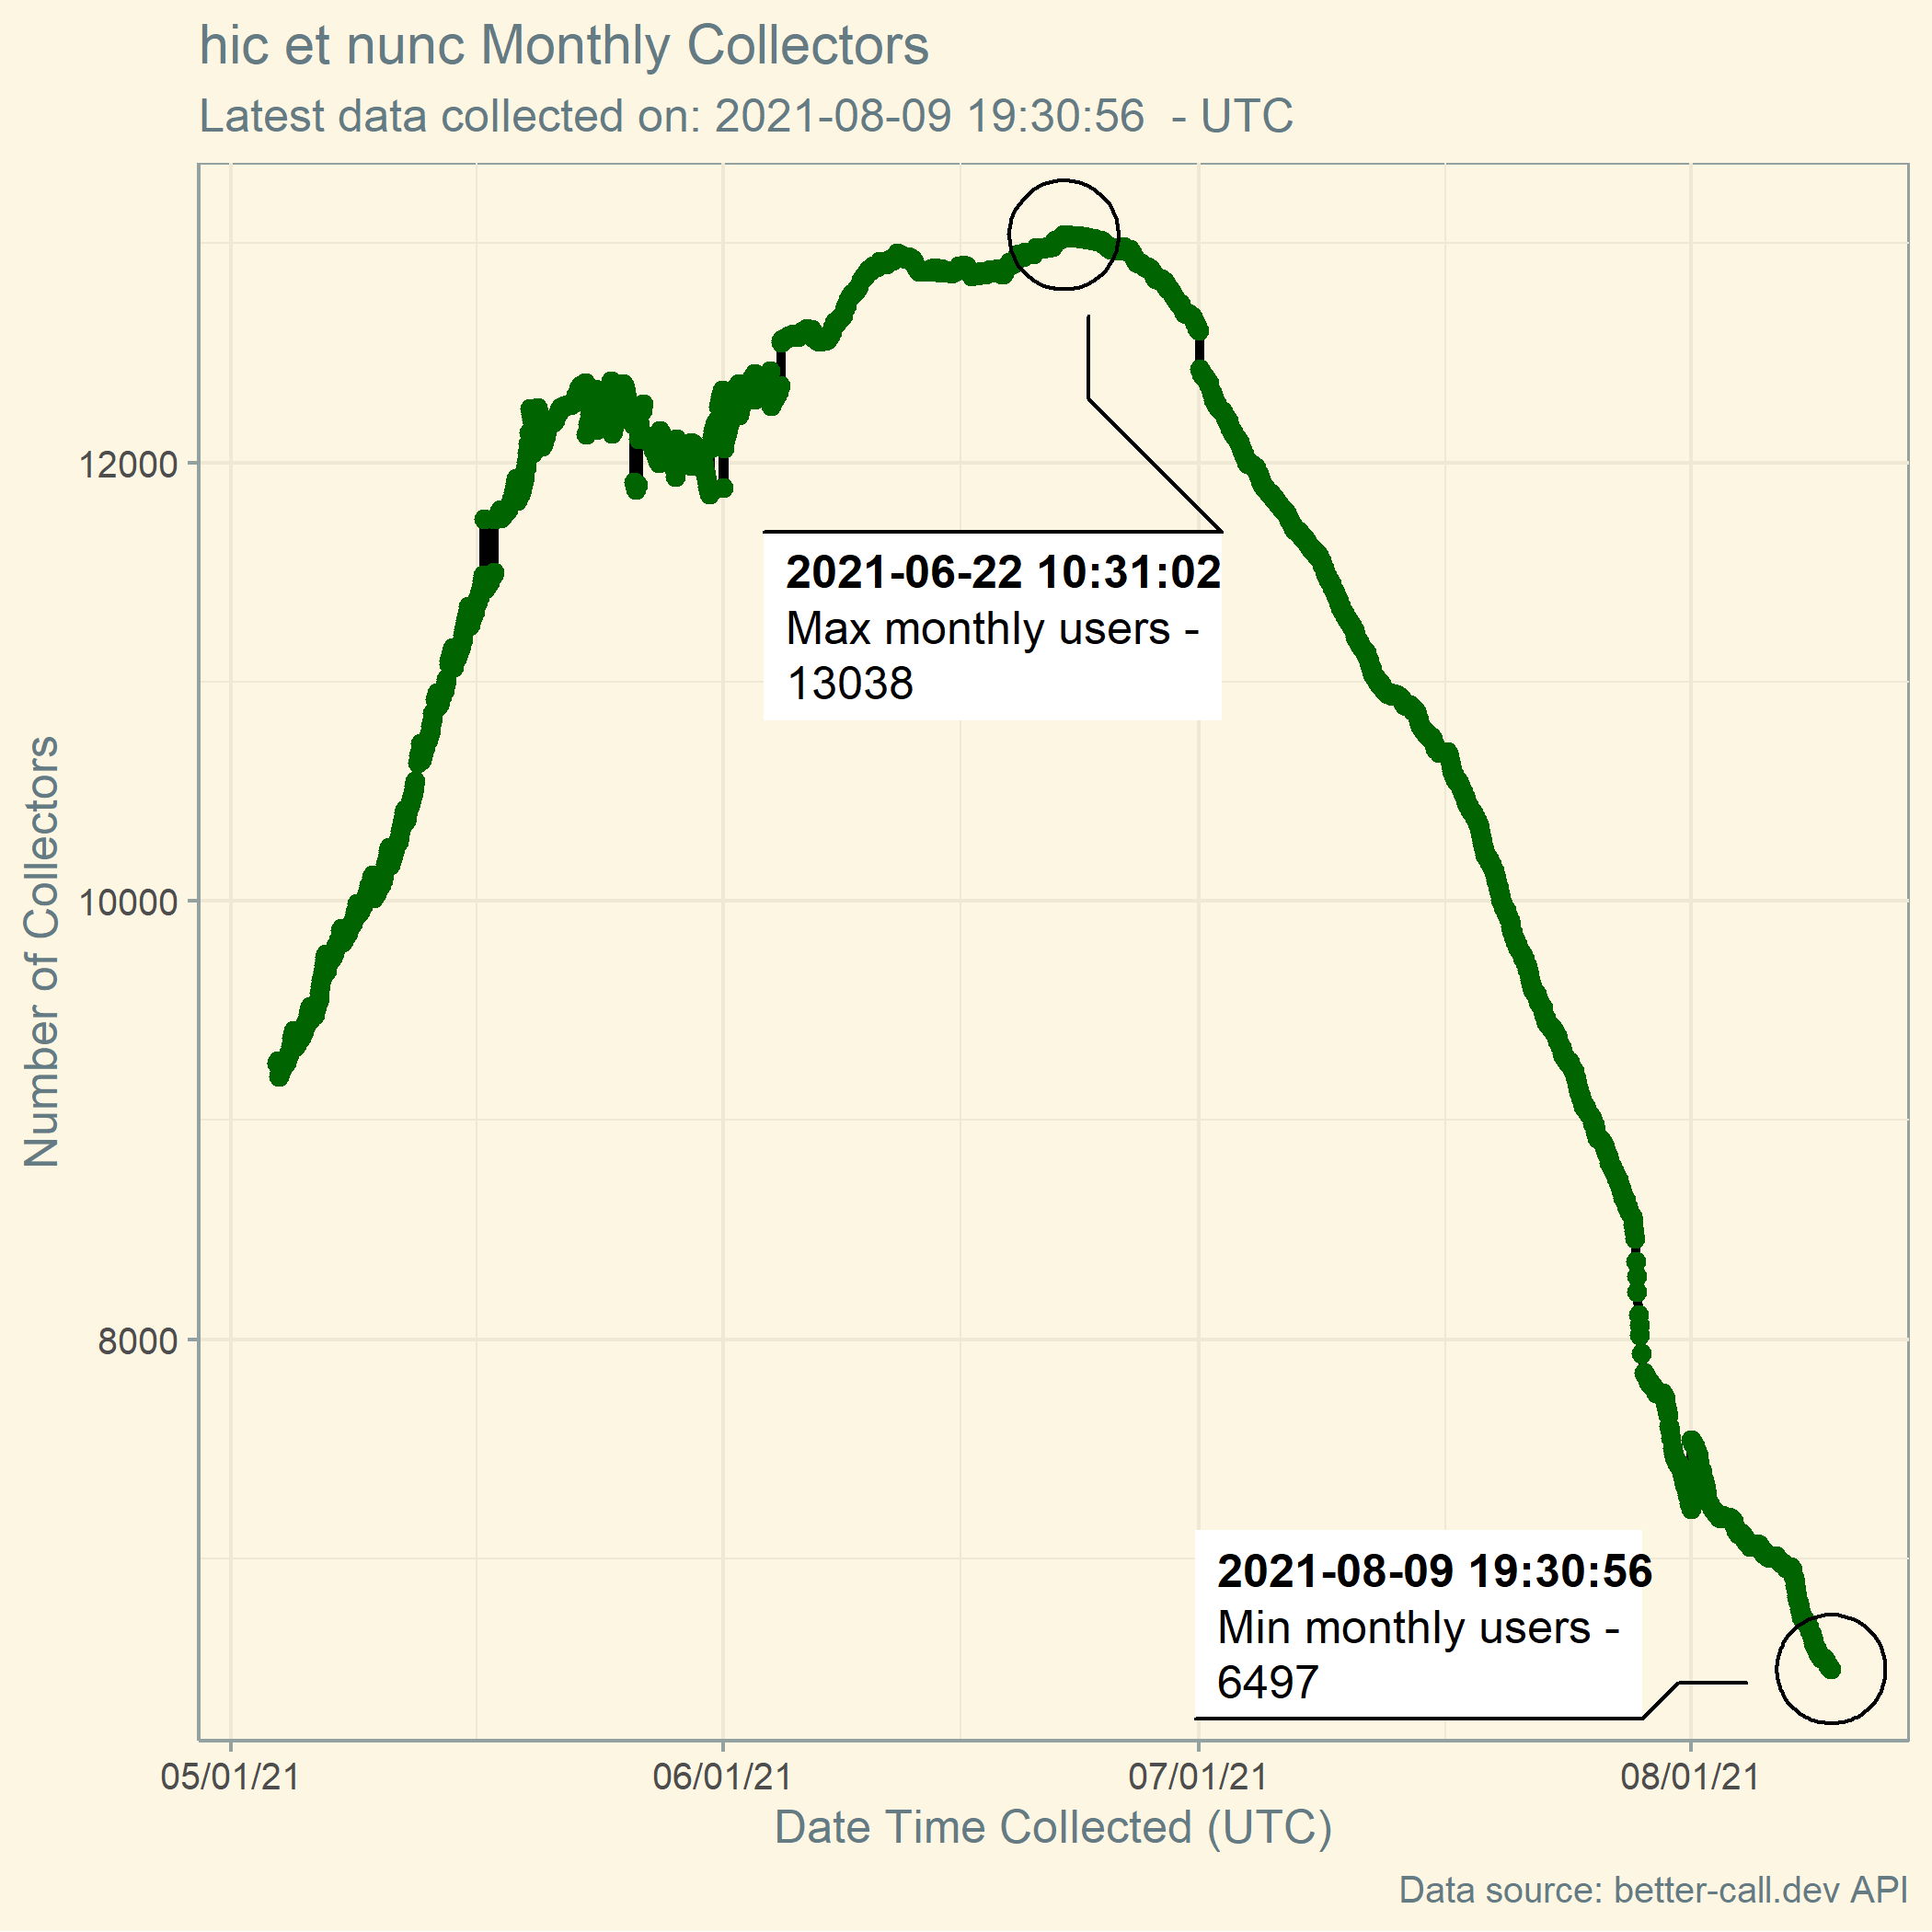 hic et nunc Monthly Collectors
Latest data collected on: 2021-08-09 19:30:56  - UTC
Number of Collectors
12000
10000
8000
2021-06-22 10:31:02
Max monthly users -
13038
2021-08-09 19:30:56
Min monthly users -
6497
05/01/21
06/01/21
07/01/21
08/01/21
Date Time Collected (UTC)
Data source: better-call.dev API